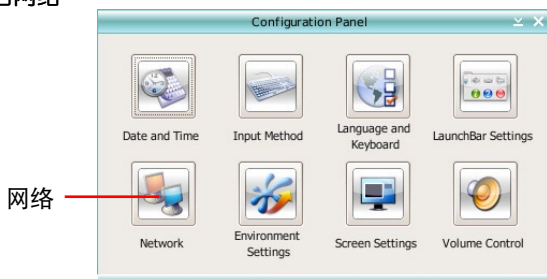 Configuration Panel
Date and Time
Input Method
Language and
Keyboard
LaunchBar Settings
网络
Network
Environment
Settings
Screen Settings
Volume Control